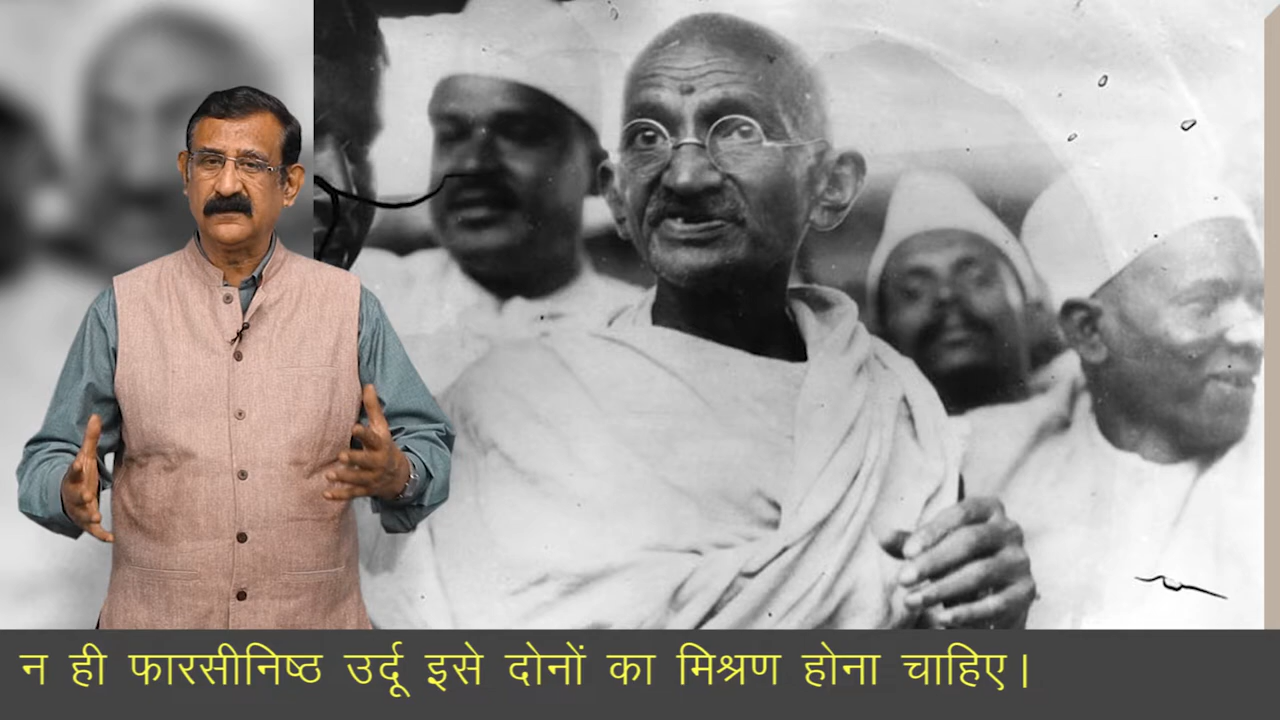 न ही फारसीनिष्ठ उर्दू इसे दोनों का मिश्रण होना चाहिए।